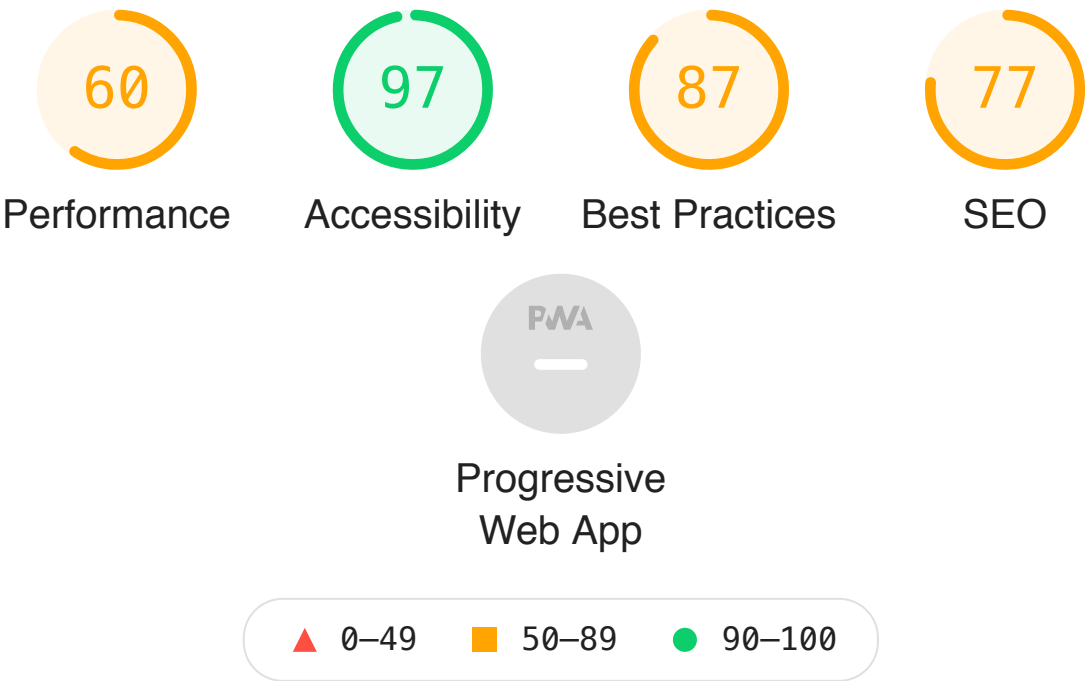 60 97 87 77
Performance Accessibility Best Practices SEO
PWA
Progressive
Web App
0–49 50–89 90–100